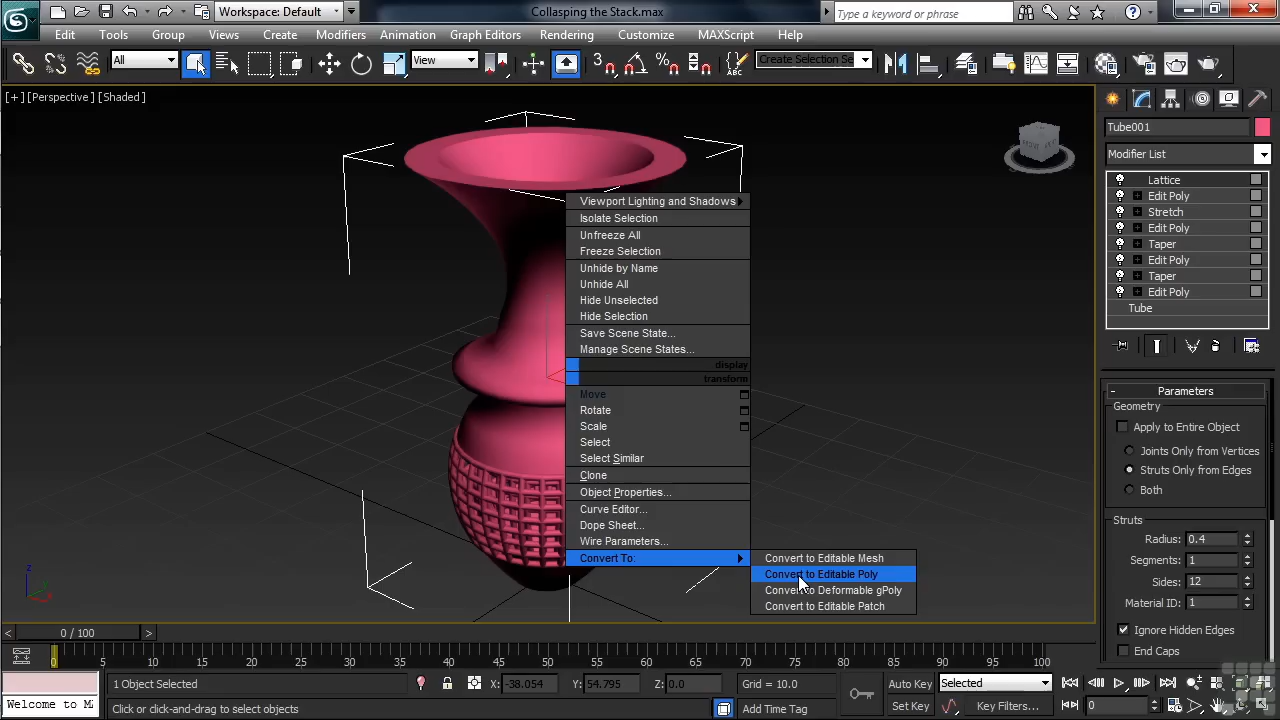 Workspace: Default
Collasping the Stack.max
Type a keyword or phrase
Edit Tools Group Views Create Modifiers Animation Graph Editors Rendering Customize MAXScript Help
All
View
Create Selection Se
[+] [Perspective] [Shaded]
Tube001
Modifier List
Lattice
Edit Poly
Stretch
Edit Poly
Taper
Edit Poly
Taper
Edit Poly
Tube
Viewport Lighting and Shadows
Isolate Selection
Unfreeze All
Freeze Selection
Unhide by Name
Unhide All
Hide Unselected
Hide Selection
Save Scene State...
Manage Scene States...
display
transform
Move
Rotate
Scale
Select
Select Similar
Clone
Object Properties...
Curve Editor...
Dope Sheet...
Wire Parameters...
Convert To:
Convert to Editable Mesh
Convert to Editable Poly
Convert to Deformable gPoly
Convert to Editable Patch
- Parameters
Geometry
Apply to Entire Object
Joints Only from Vertices
Struts Only from Edges
Both
Struts
Radius: 0.4
Segments: 1
Sides: 12
Material ID: 1
Ignore Hidden Edges
End Caps
z
< 0 / 100 >
0 5 10 15 20 25 30 35 40 45 50 55 60 65 70 75 80 85 90 95 100
1 Object Selected
X: -38.054 Y: 54.795 Z: 0.0
Grid = 10.0
Auto Key Selected
Welcome to M
Click or click-and-drag to select objects
Add Time Tag
Set Key Key Filters...
0